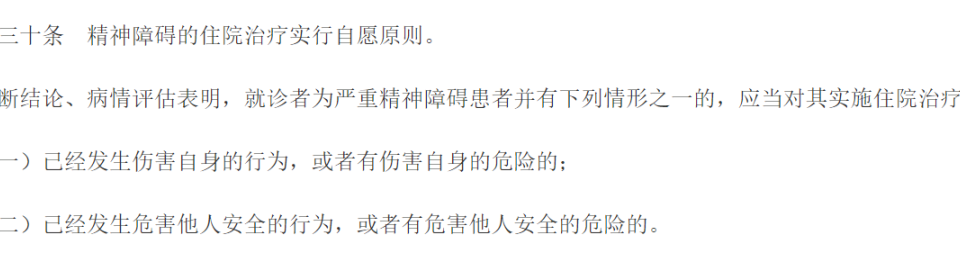 三十条　精神障碍的住院治疗实行自愿原则。
断结论、病情评估表明，就诊者为严重精神障碍患者并有下列情形之一的，应当对其实施住院治疗
一）已经发生伤害自身的行为，或者有伤害自身的危险的；
二）已经发生危害他人安全的行为，或者有危害他人安全的危险的。